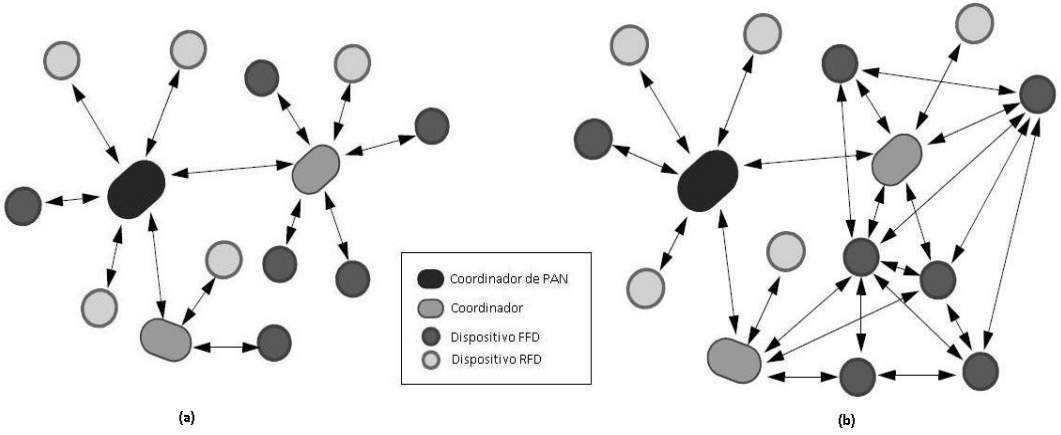 Coordinador de PAN
Coordinador
Dispositivo FFD
Dispositivo RFD
(a)
(b)